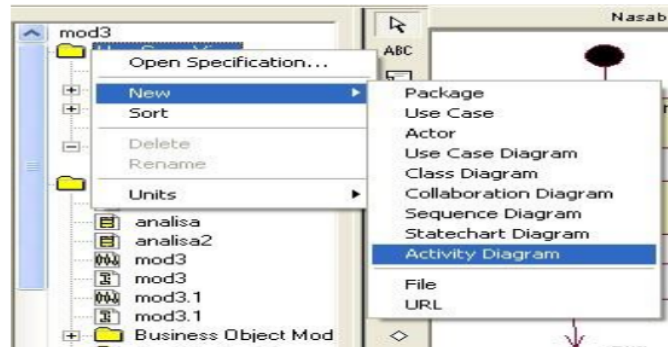 mod3
Open Specification...
New
Sort
Delete
Rename
Units
analisa
analisa2
mod3
mod3
mod3.1
mod3.1
Business Object Mod
ABC
Nasab
Package
Use Case
Actor
Use Case Diagram
Class Diagram
Collaboration Diagram
Sequence Diagram
Statechart Diagram
Activity Diagram
File
URL